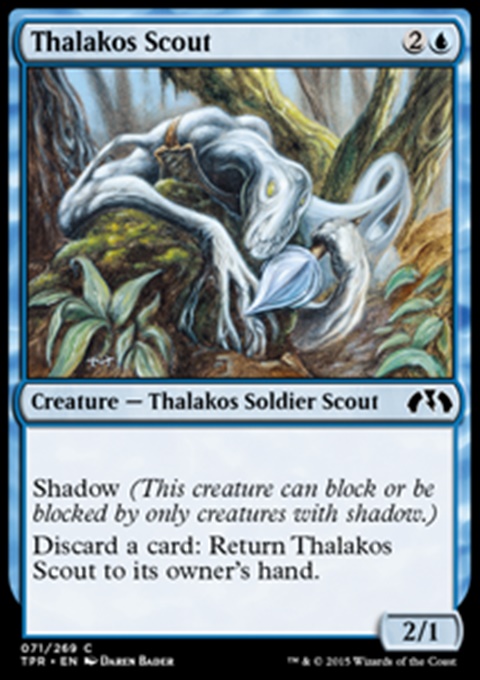 Thalakos Scout 2
Creature — Thalakos Soldier Scout
Shadow (This creature can block or be
blocked by only creatures with shadow.)
Discard a card: Return Thalakos
Scout to its owner's hand.
2/1
071/269 C
TPR • EN Daren Bader
™ & © 2015 Wizards of the Coast